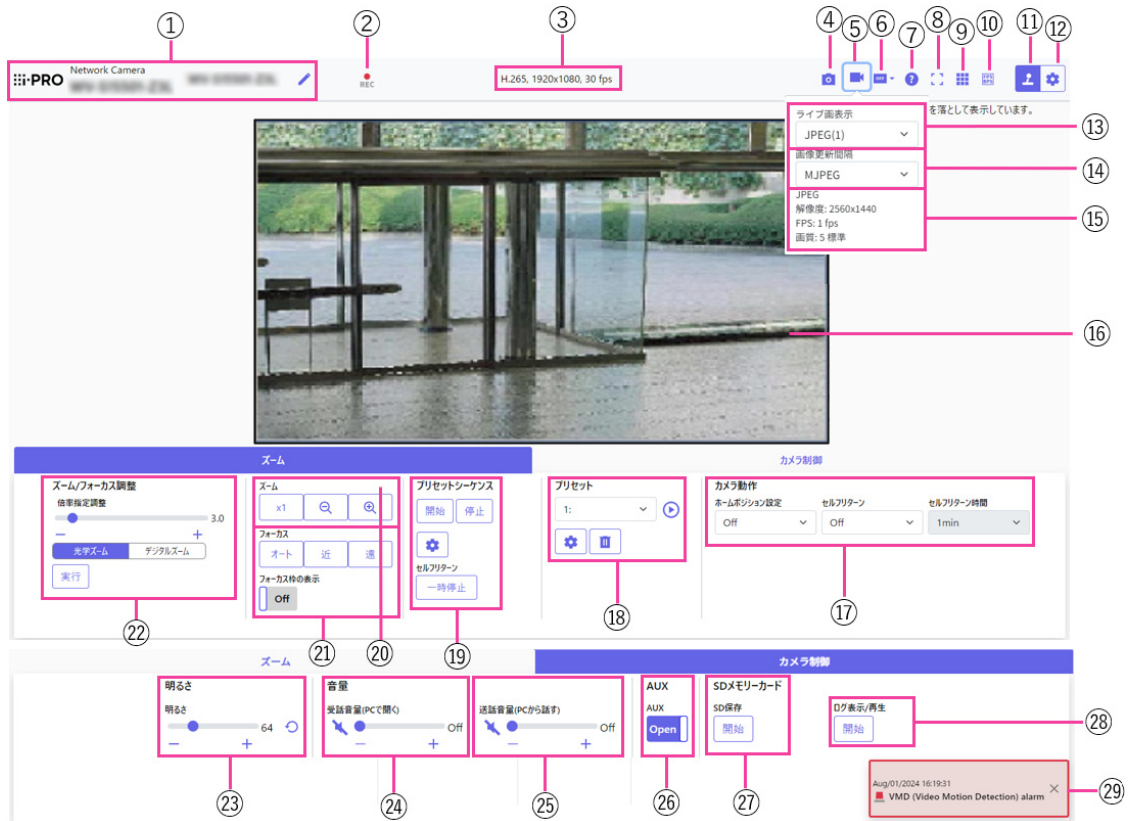 ① ② ③ ④ ⑤ ⑥ ⑦ ⑧ ⑨ ⑩ ⑪ ⑫
i-PRO Network Camera
REC
H.265, 1920x1080, 30 fps
を落として表示しています。
ライブ画表示
JPEG(1)
⑬
画像更新間隔
MJPEG
⑭
JPEG
解像度: 2560x1440
FPS: 1 fps
画質: 5 標準
⑮
⑯
ズーム
カメラ制御
ズーム/フォーカス調整
倍率指定調整
3.0
− +
光学ズーム
デジタルズーム
実行
㉒
ズーム
x1
フォーカス
オート
近
遠
フォーカス枠の表示
Off
㉑
⑳
プリセットシーケンス
開始
停止
セルフリターン
一時停止
⑲
プリセット
1:
⑱
カメラ動作
ホームポジション設定
セルフリターン
セルフリターン時間
Off
Off
1min
⑰
ズーム
カメラ制御
明るさ
明るさ
64
− +
㉓
音量
受話音量(PCで聞く)
Off
− +
㉔
送話音量(PCから話す)
Off
− +
㉕
AUX
AUX
Open
㉖
SDメモリーカード
SD保存
開始
㉗
ログ表示/再生
開始
㉘
Aug/01/2024 16:19:31
VMD (Video Motion Detection) alarm
㉙